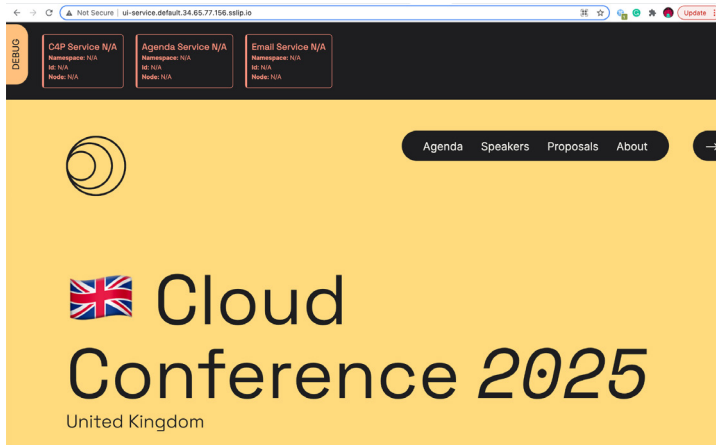 Not Secure | ui-service.default.34.65.77.156.sslip.io
Update
DEBUG
C4P Service N/A
Namespace: N/A
Id: N/A
Node: N/A
Agenda Service N/A
Namespace: N/A
Id: N/A
Node: N/A
Email Service N/A
Namespace: N/A
Id: N/A
Node: N/A
Agenda Speakers Proposals About
🇬🇧 Cloud
Conference 2025
United Kingdom